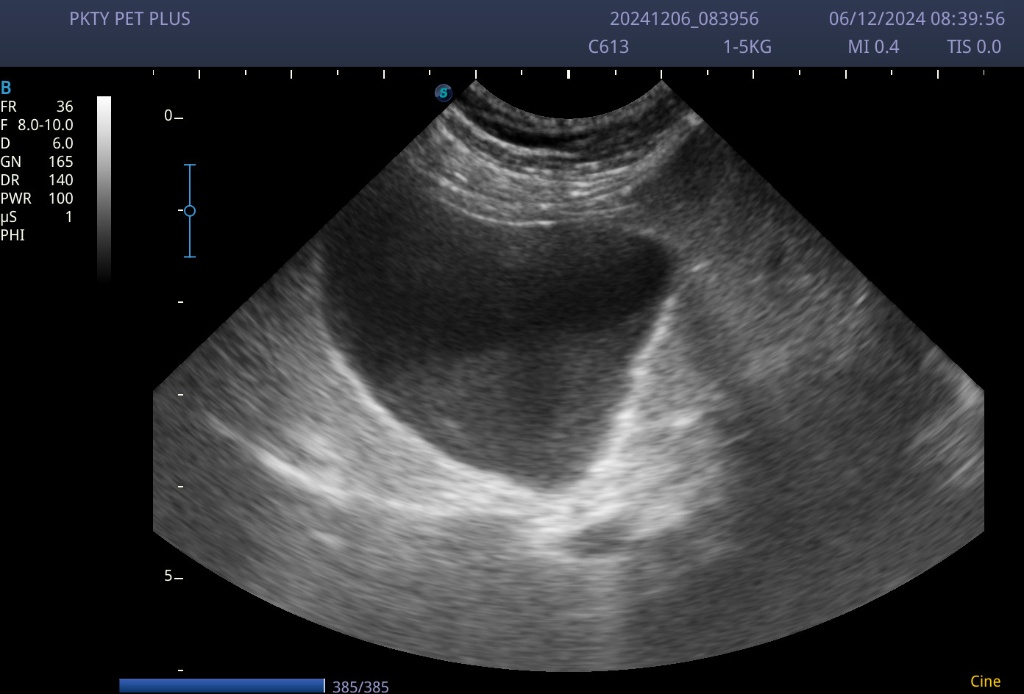 PKTY PET PLUS
20241206_083956
06/12/2024 08:39:56
C613
1-5KG
MI 0.4
TIS 0.0
B
FR 36
F 8.0-10.0
D 6.0
GN 165
DR 140
PWR 100
µS 1
PHI
S
0
5
385/385
Cine